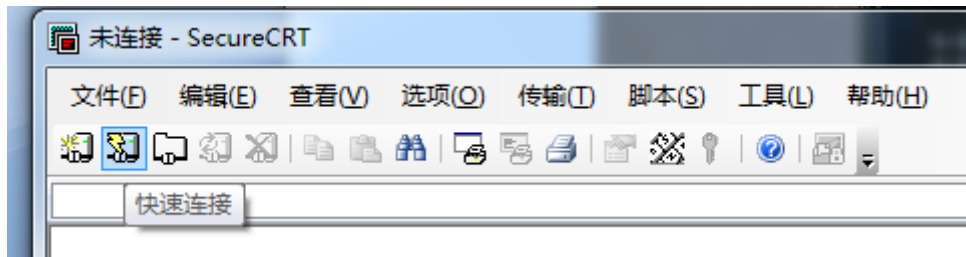 未连接 - SecureCRT
文件(F) 编辑(E) 查看(V) 选项(O) 传输(T) 脚本(S) 工具(L) 帮助(H)
快速连接